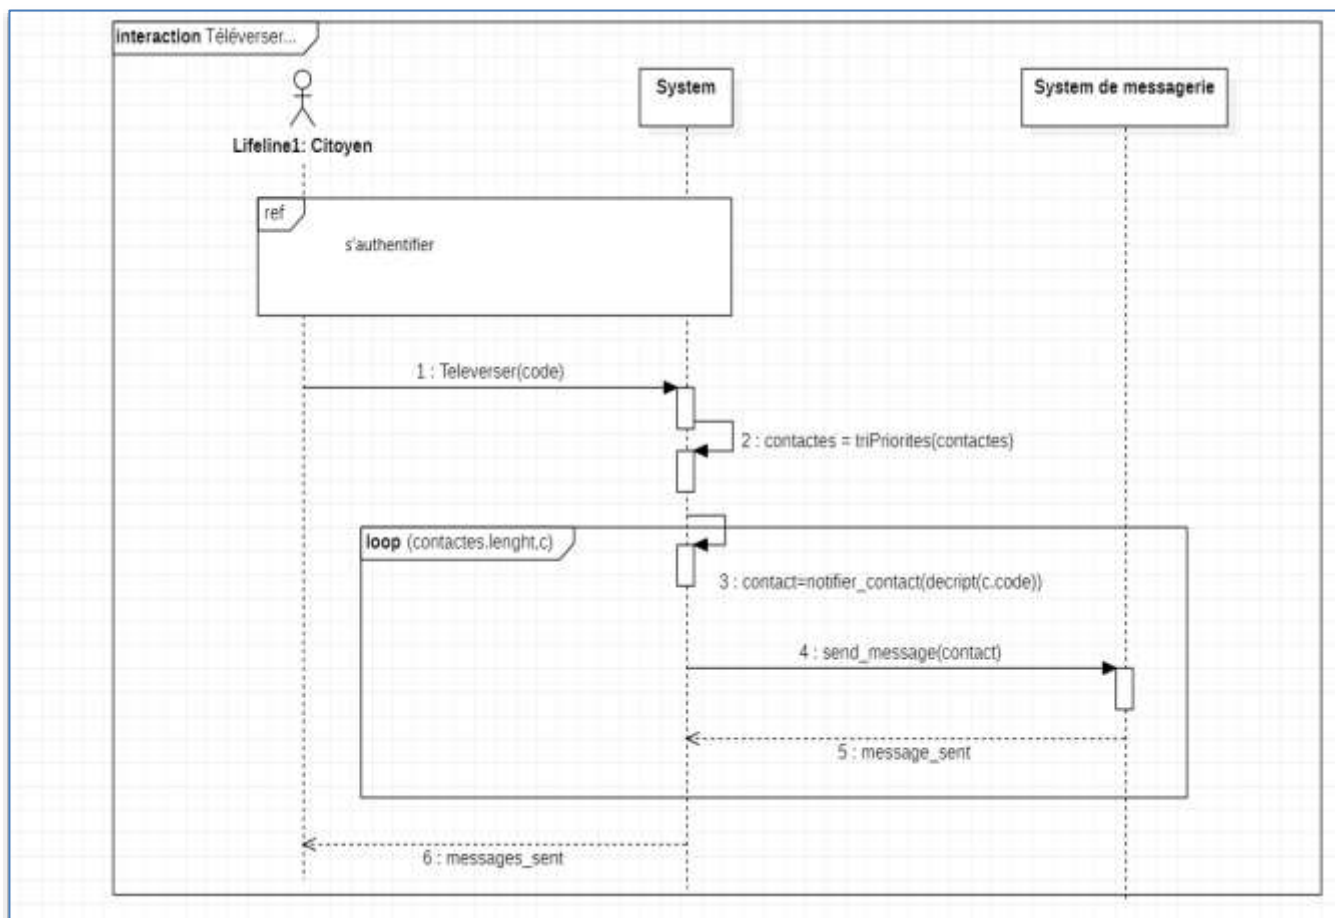 interaction Téléverser...
System
System de messagerie
Lifeline1: Citoyen
ref
s'authentifier
1 : Televerser(code)
2 : contactes = triPriorites(contactes)
loop (contactes.lenght,c)
3 : contact=notifier_contact(decript(c.code))
4 : send_message(contact)
5 : message_sent
6 : messages_sent